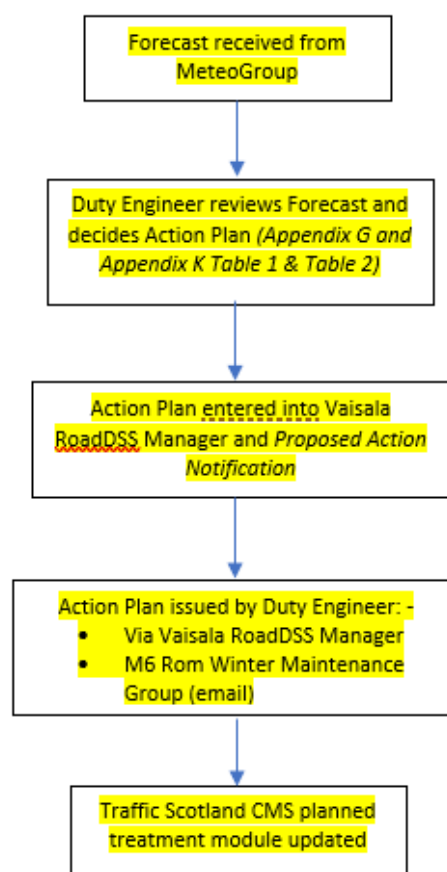 Forecast received from
MeteoGroup
Duty Engineer reviews Forecast and
decides Action Plan (Appendix G and
Appendix K Table 1 & Table 2)
Action Plan entered into Vaisala
RoadDSS Manager and Proposed Action
Notification
Action Plan issued by Duty Engineer: -
• Via Vaisala RoadDSS Manager
• M6 Rom Winter Maintenance
Group (email)
Traffic Scotland CMS planned
treatment module updated